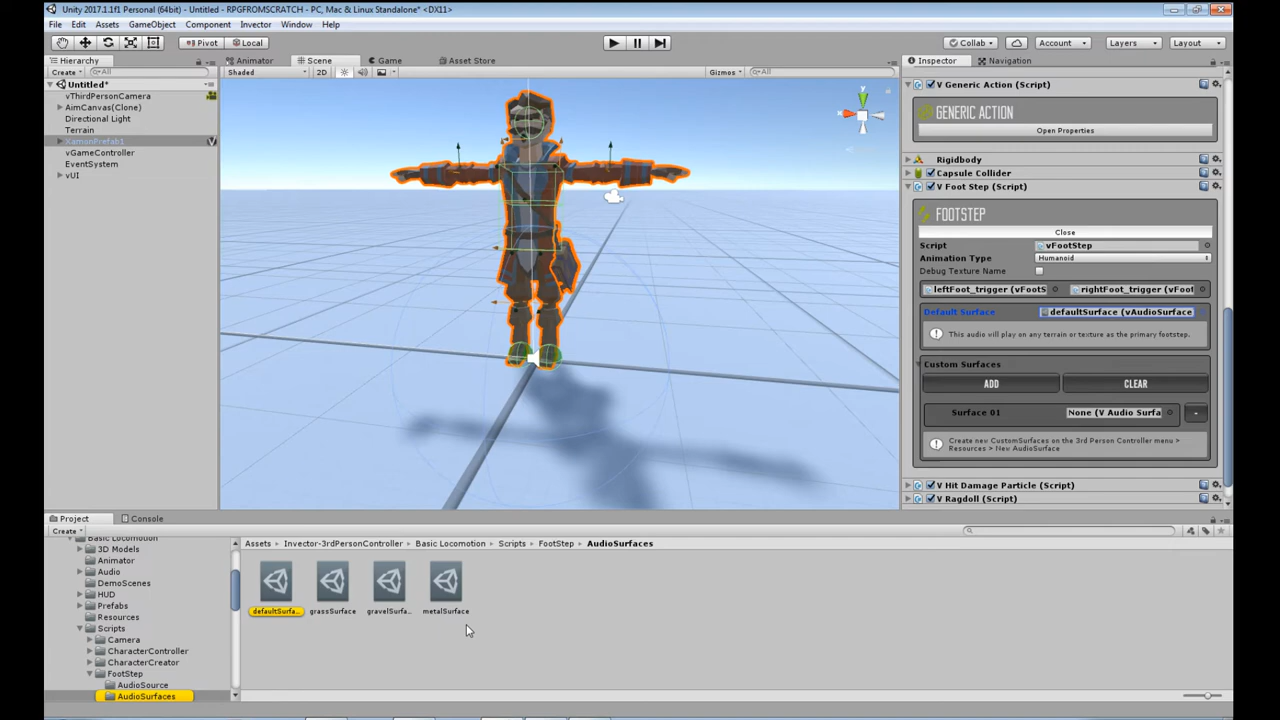 Unity 2017.1.1f1 Personal (64bit) - Untitled - RPGFROMSCRATCH - PC, Mac & Linux Standalone* <DX11>
File Edit Assets GameObject Component Invector Window Help
Pivot Local Collab Account Layers Layout
Hierarchy Animator Scene Game Asset Store Inspector Navigation
Create All Shaded 2D Gizmos All
Untitled*
vThirdPersonCamera
AimCanvas(Clone)
Directional Light
Terrain
XamonPrefab1
vGameController
EventSystem
vUI
y
x
V Generic Action (Script)
GENERIC ACTION
Open Properties
Rigidbody
Capsule Collider
V Foot Step (Script)
FOOTSTEP
Close
Script vFootStep
Animation Type Humanoid
Debug Texture Name
leftFoot_trigger (vFootS rightFoot_trigger (vFoot
Default Surface defaultSurface (vAudioSurface
This audio will play on any terrain or texture as the primary footstep.
Custom Surfaces
ADD CLEAR
Surface 01 None (V Audio Surfa -
Create new CustomSurfaces on the 3rd Person Controller menu >
Resources > New AudioSurface
V Hit Damage Particle (Script)
V Ragdoll (Script)
Project Console
Create
Basic Locomotion
3D Models
Animator
Audio
DemoScenes
HUD
Prefabs
Resources
Scripts
Camera
CharacterController
CharacterCreator
FootStep
AudioSource
AudioSurfaces
Assets Invector-3rdPersonController Basic Locomotion Scripts FootStep AudioSurfaces
defaultSurfa... grassSurface gravelSurfa... metalSurface